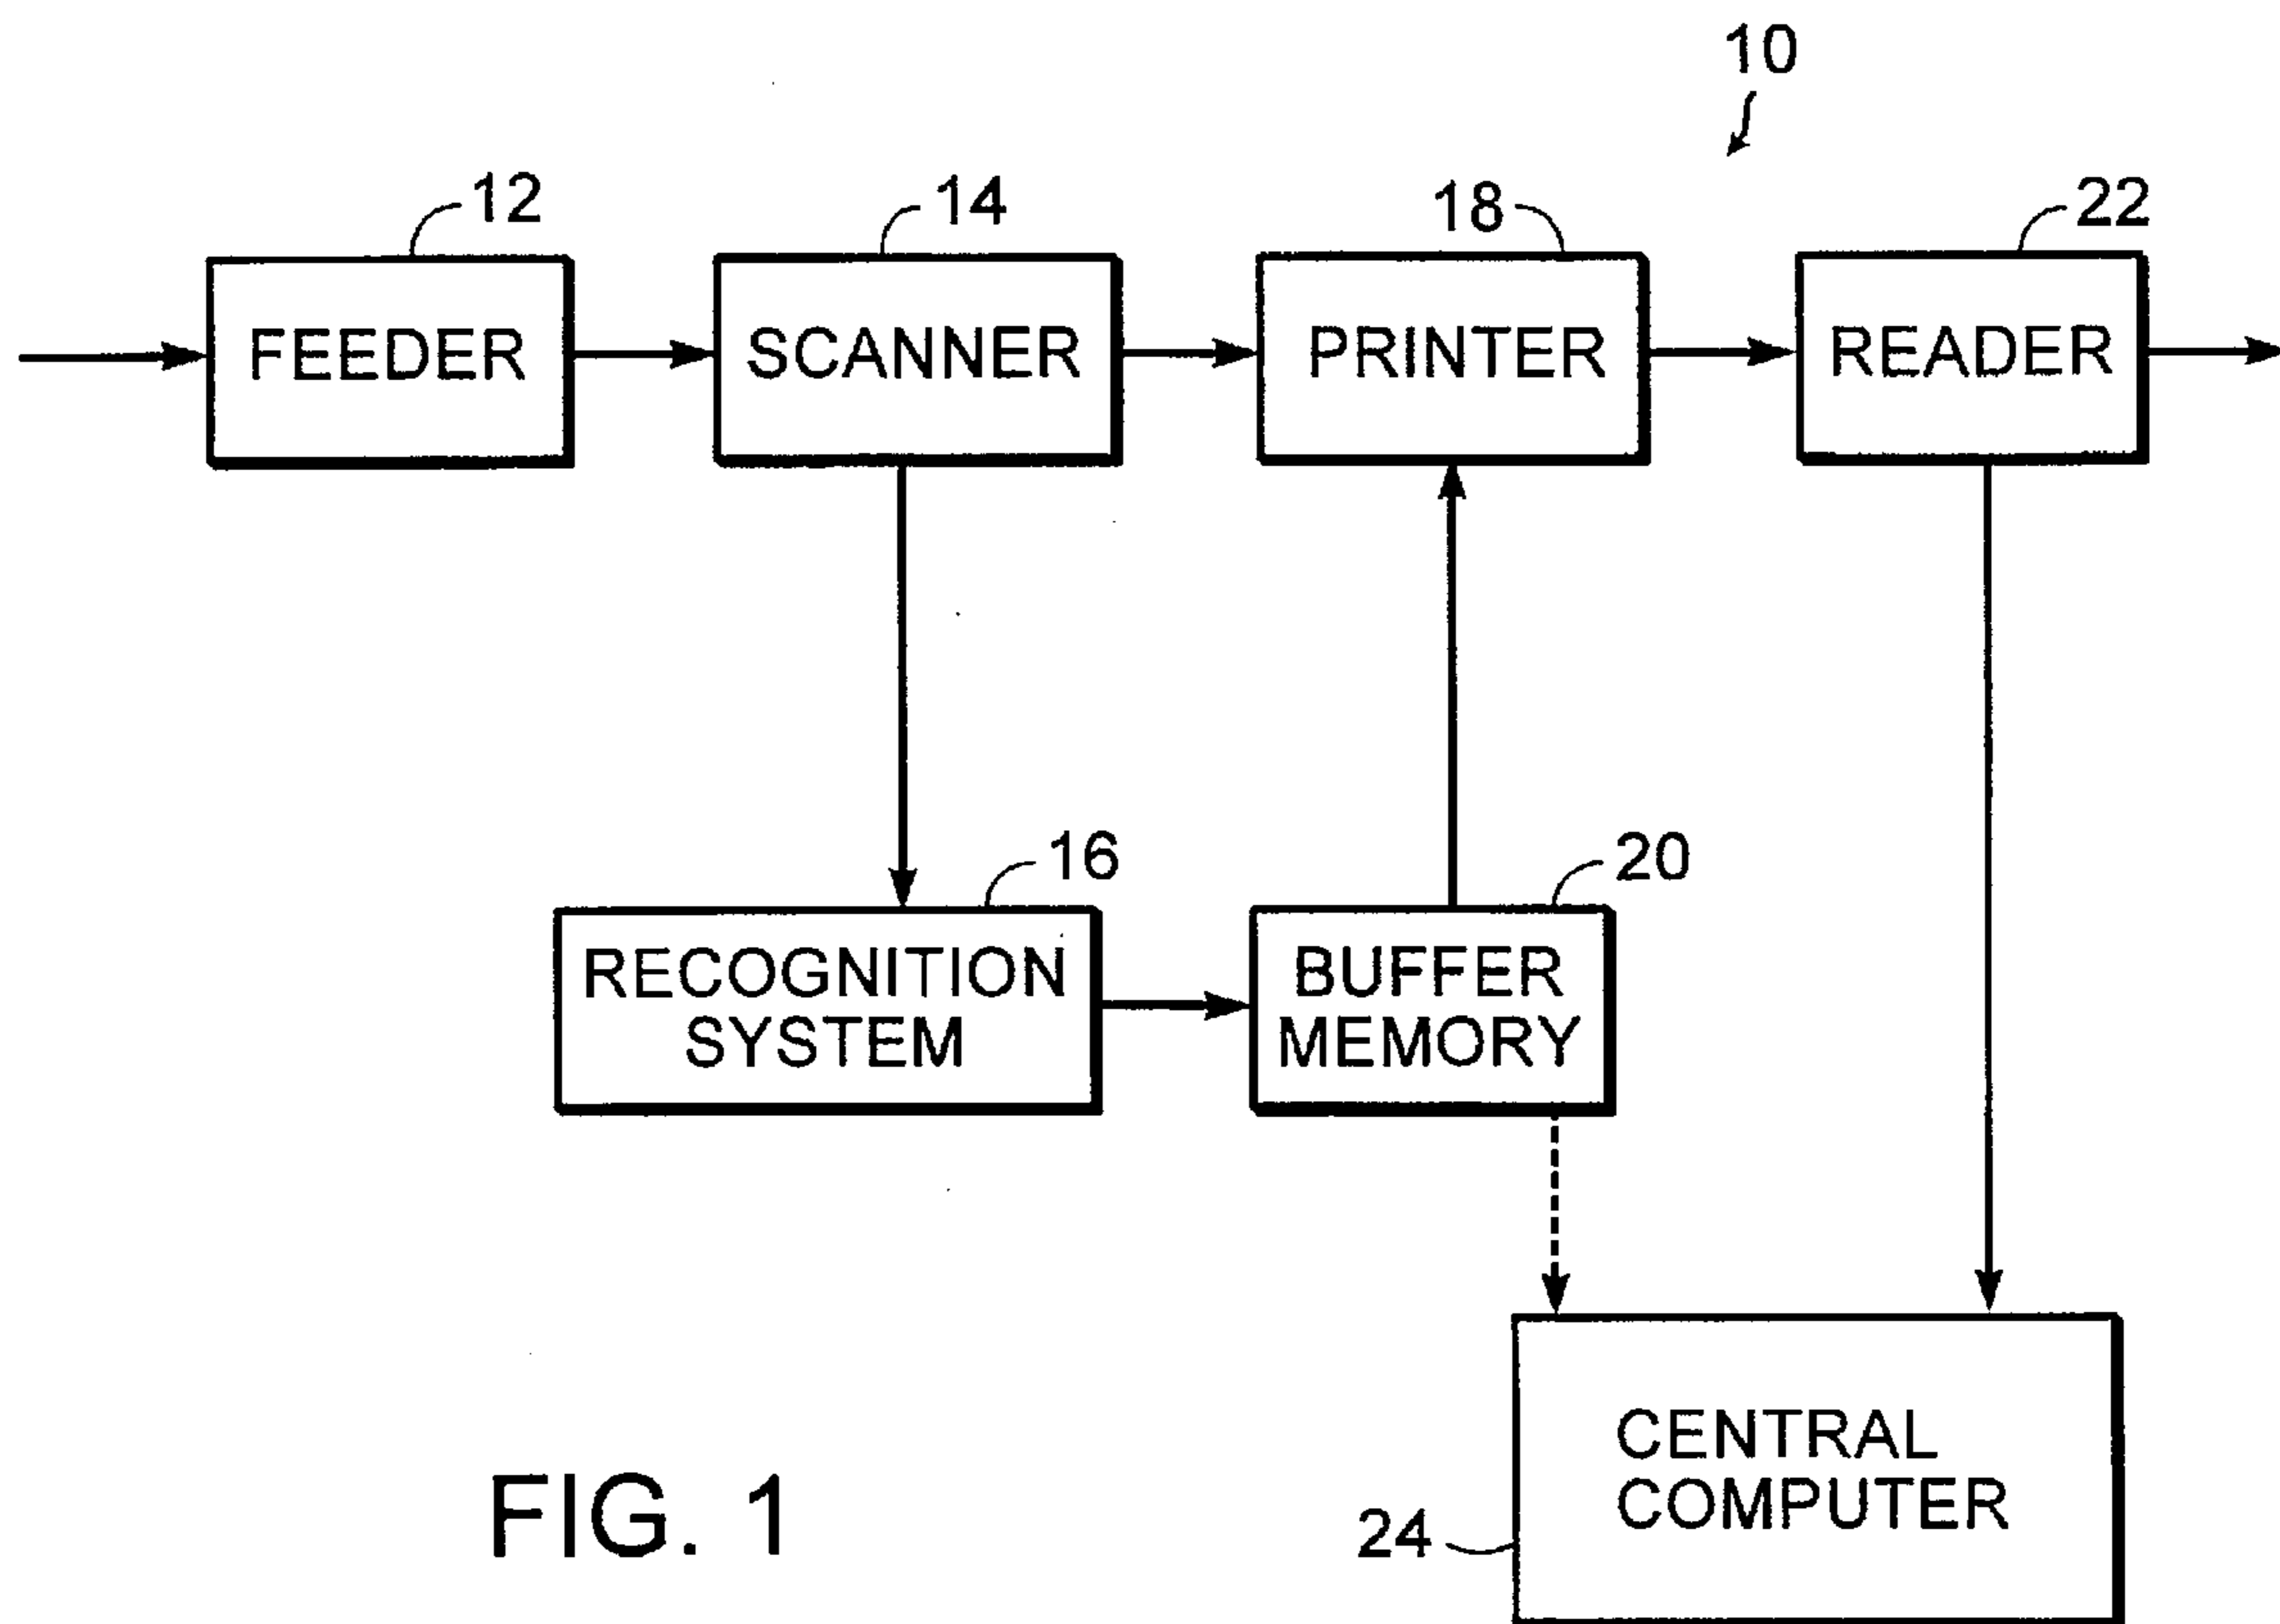 10
12
14
18
22
FEEDER
SCANNER
PRINTER
READER
16
20
RECOGNITION
SYSTEM
BUFFER
MEMORY
CENTRAL
COMPUTER
24
FIG. 1